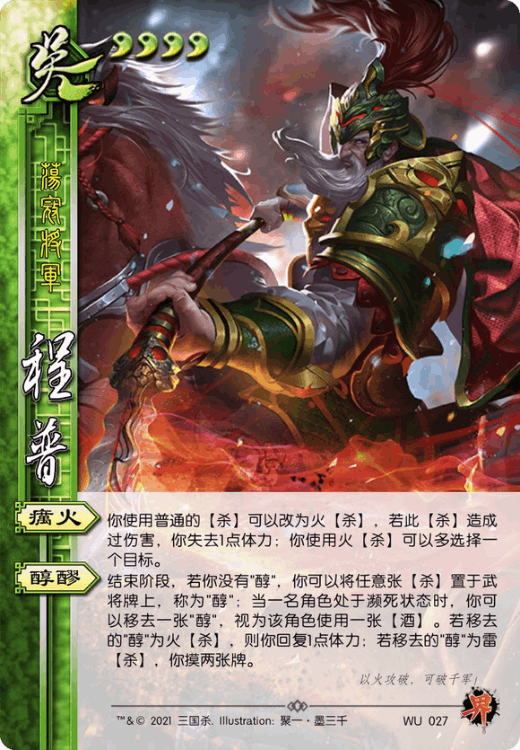 吴
蕩寇將軍
程普
疠火
你使用普通的【杀】可以改为火【杀】，若此【杀】造成
过伤害，你失去1点体力；你使用火【杀】可以多选择一
个目标。
醇醪
结束阶段，若你没有"醇"，你可以将任意张【杀】置于武
将牌上，称为"醇"；当一名角色处于濒死状态时，你可
以移去一张"醇"，视为该角色使用一张【酒】。若移去
的"醇"为火【杀】，则你回复1点体力；若移去的"醇"为雷
【杀】，你摸两张牌。
以火攻破，可破千军！
™&© 2021 三国杀. Illustration: 聚一·墨三千
WU 027
界